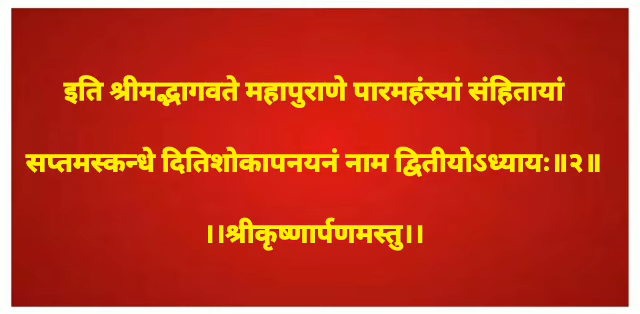 इति श्रीमद्भागवते महापुराणे पारमहंस्यां संहितायां
सप्तमस्कन्धे दितिशोकापनयनं नाम द्वितीयोऽध्यायः॥२॥
।।श्रीकृष्णार्पणमस्तु।।